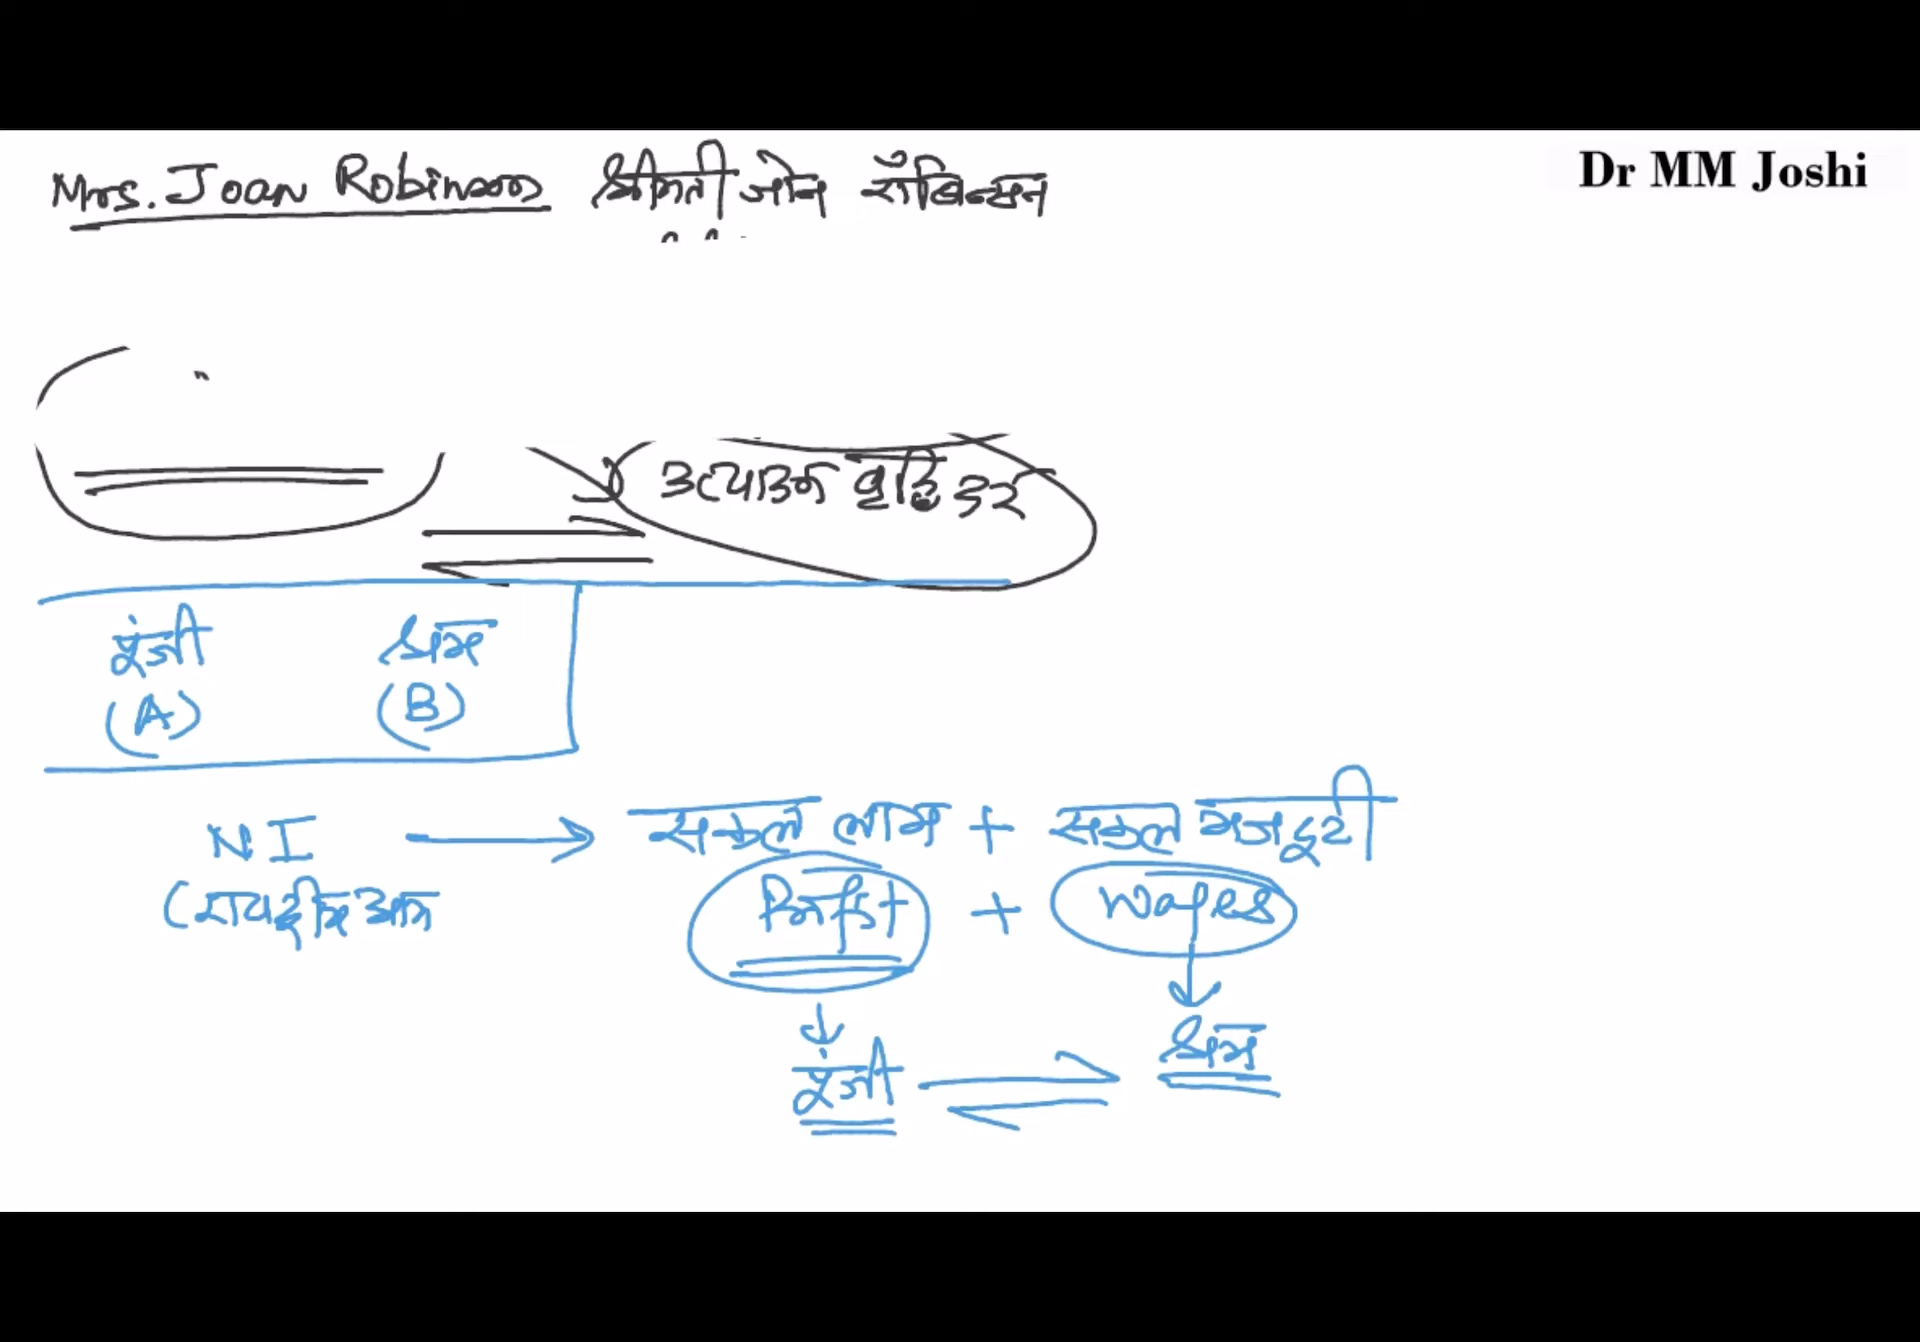 Mrs. Joan Robinson श्रीमती जोन रॉबिन्सन
Dr MM Joshi
उत्पादन वृद्धि दर
पूंजी श्रम
(A) (B)
NI → सकल लाभ + सकल मजदूरी
(राष्ट्रीय आय
Profit + Wages
पूंजी श्रम